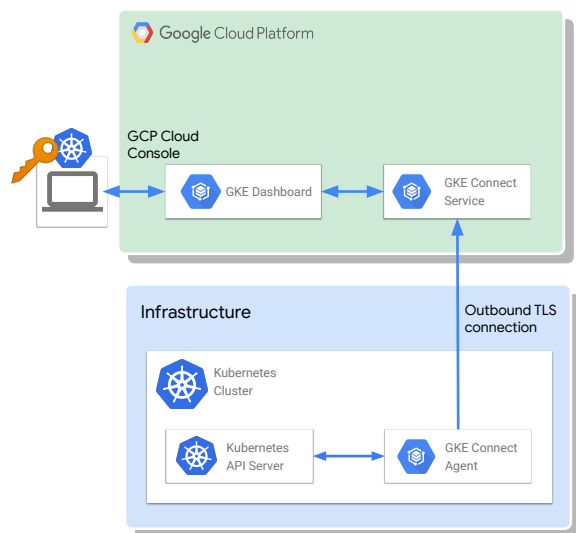 Google Cloud Platform
GCP Cloud
Console
GKE Dashboard
GKE Connect
Service
Infrastructure
Outbound TLS
connection
Kubernetes
Cluster
Kubernetes
API Server
GKE Connect
Agent